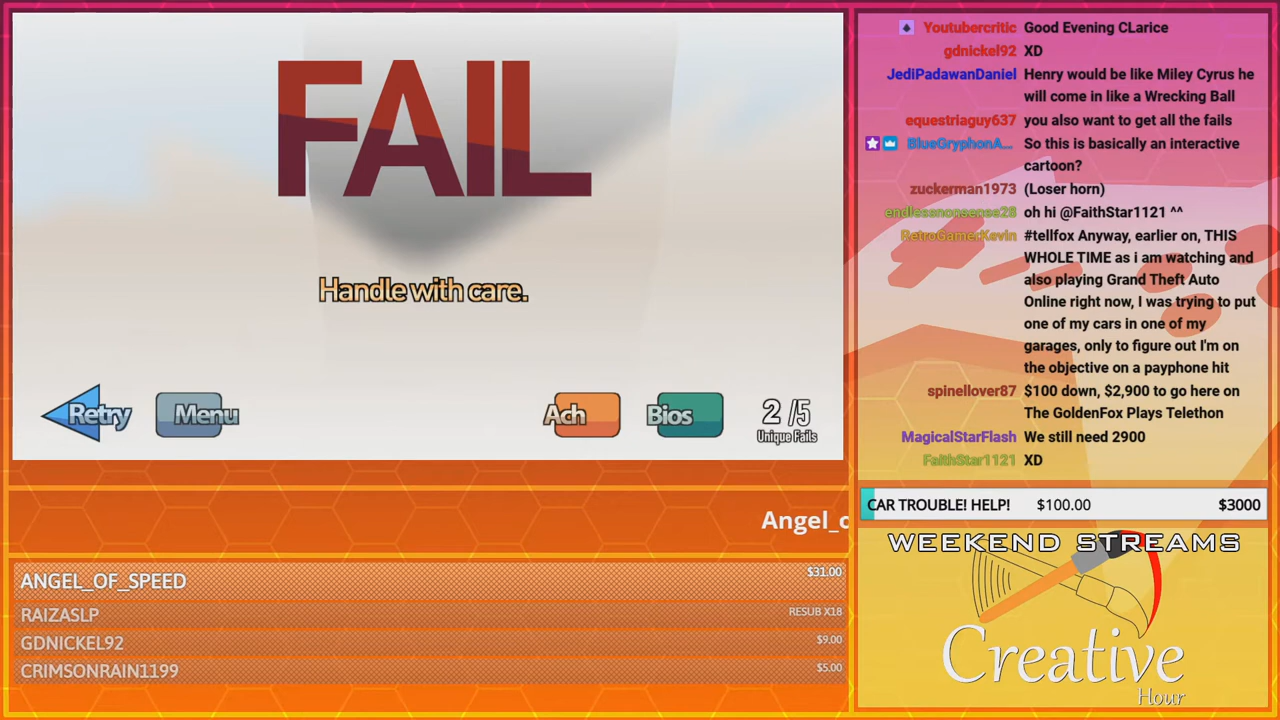 FAIL
Handle with care.
Retry
Menu
Ach
Bios
2 /5
Unique Fails
Angel_o
ANGEL_OF_SPEED
$31.00
RAIZASLP
RESUB X18
GDNICKEL92
$9.00
CRIMSONRAIN1199
$5.00
Youtubercritic Good Evening CLarice
gdnickel92 XD
JediPadawanDaniel Henry would be like Miley Cyrus he
will come in like a Wrecking Ball
equestriaguy637 you also want to get all the fails
BlueGryphonA... So this is basically an interactive
cartoon?
zuckerman1973 (Loser horn)
endlessnonsense28 oh hi @FaithStar1121 ^^
RetroGamerKevin #tellfox Anyway, earlier on, THIS
WHOLE TIME as i am watching and
also playing Grand Theft Auto
Online right now, I was trying to put
one of my cars in one of my
garages, only to figure out I'm on
the objective on a payphone hit
spinellover87 $100 down, $2,900 to go here on
The GoldenFox Plays Telethon
MagicalStarFlash We still need 2900
FaithStar1121 XD
CAR TROUBLE! HELP! $100.00 $3000
WEEKEND STREAMS
Creative
Hour